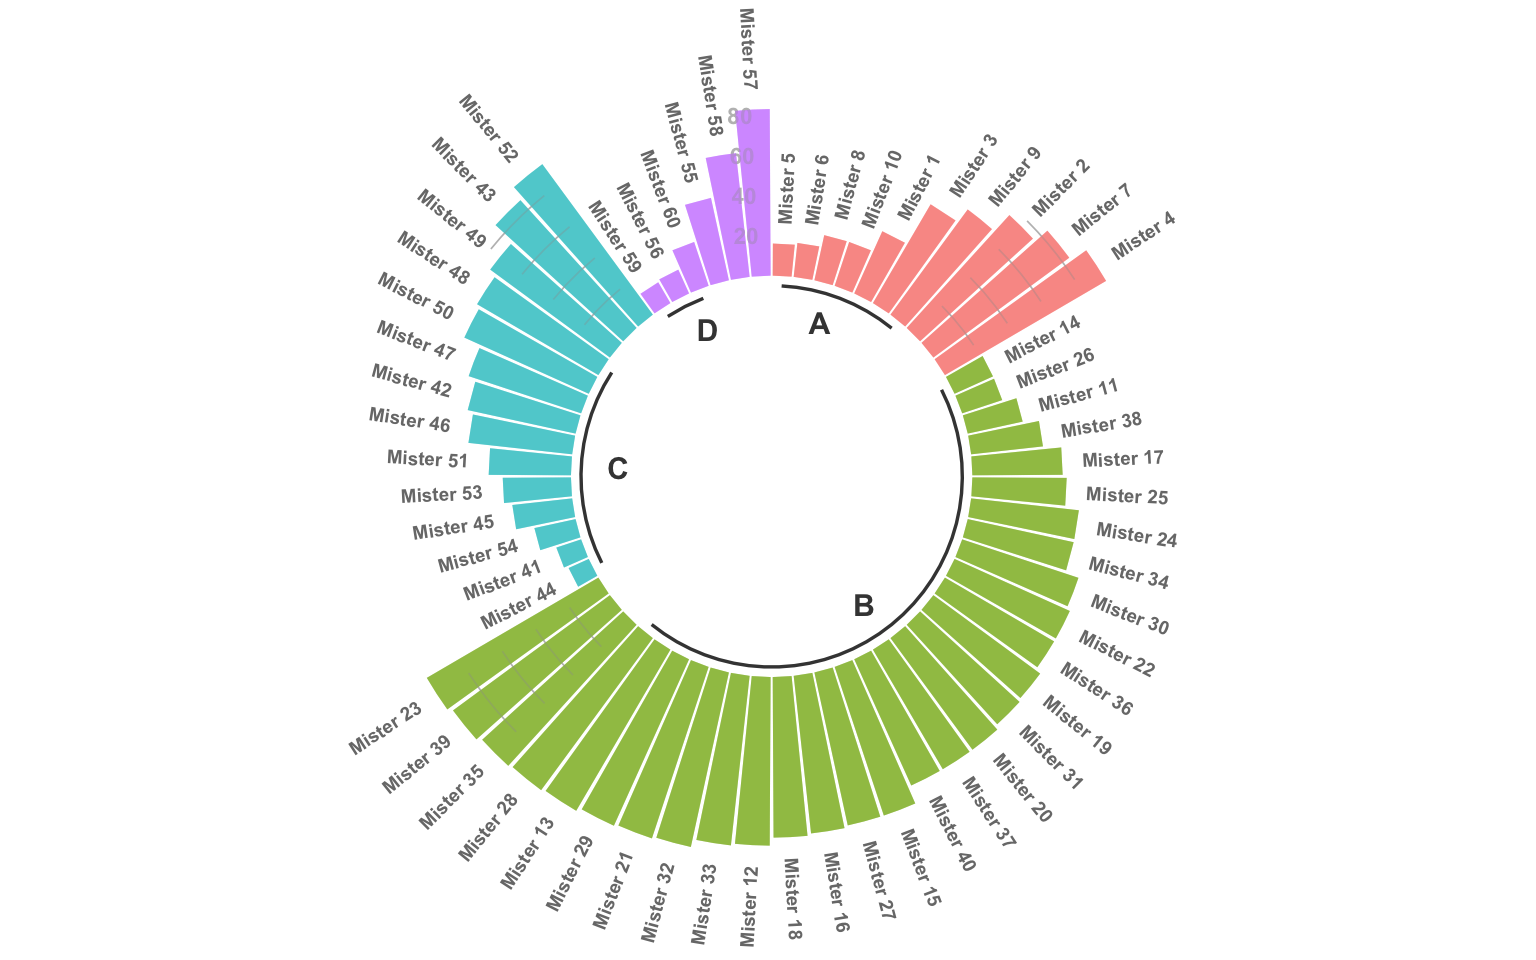 Mister 57
Mister 58
Mister 55
Mister 60
Mister 56
Mister 59
80
60
40
20
Mister 5
Mister 6
Mister 8
Mister 10
Mister 1
Mister 3
Mister 9
Mister 2
Mister 7
Mister 4
Mister 14
Mister 26
Mister 11
Mister 38
Mister 17
Mister 25
Mister 24
Mister 34
Mister 30
Mister 22
Mister 36
Mister 19
Mister 31
Mister 20
Mister 37
Mister 40
Mister 15
Mister 27
Mister 16
Mister 18
Mister 12
Mister 33
Mister 32
Mister 21
Mister 29
Mister 13
Mister 28
Mister 35
Mister 39
Mister 23
Mister 44
Mister 41
Mister 54
Mister 45
Mister 53
Mister 51
Mister 46
Mister 42
Mister 47
Mister 50
Mister 48
Mister 49
Mister 43
Mister 52
A
B
C
D